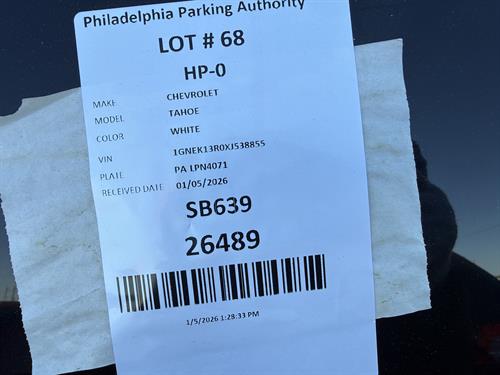 Philadelphia Parking Authority
LOT # 68
HP-0
MAKE CHEVROLET
MODEL TAHOE
COLOR WHITE
VIN 1GNEK13R0XJ538855
PLATE PA LPN4071
RECEIVED DATE 01/05/2026
SB639
26489
1/5/2026 1:28:33 PM